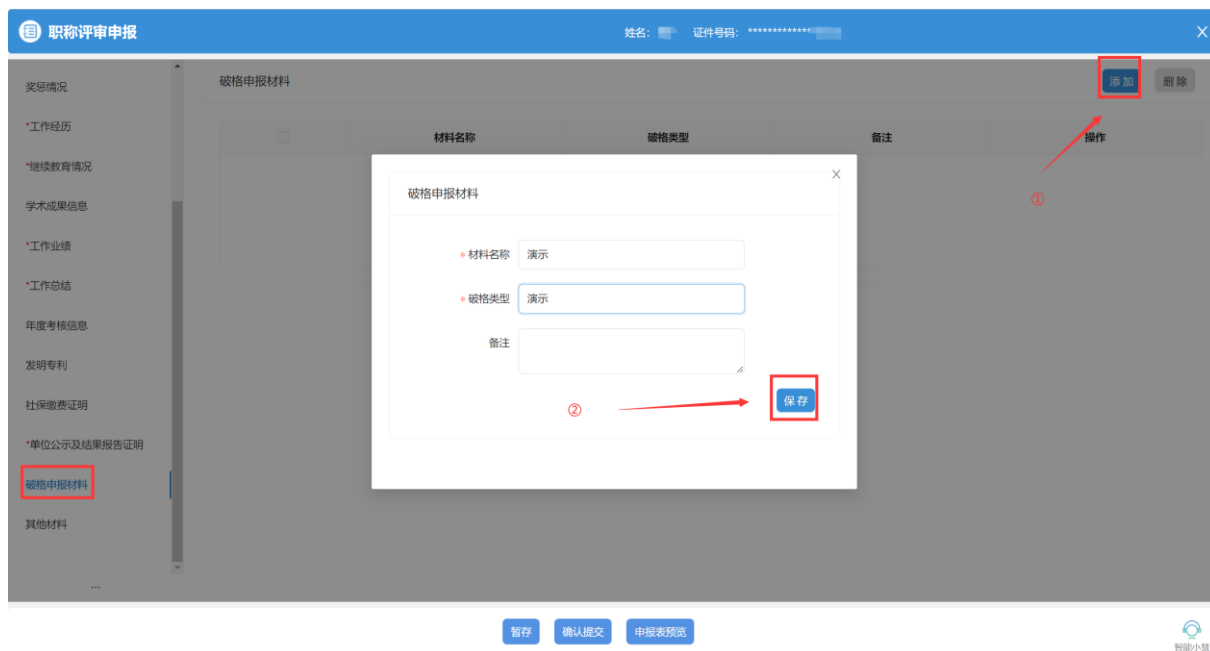 职称评审申报
姓名: 证件号码: **************
奖惩情况
*工作经历
*继续教育情况
学术成果信息
*工作业绩
*工作总结
年度考核信息
发明专利
社保缴费证明
*单位公示及结果报告证明
破格申报材料
其他材料
...
破格申报材料
添加 删除
材料名称 破格类型 备注 操作
①
破格申报材料
*材料名称 演示
*破格类型 演示
备注
②
保存
暂存 确认提交 申报表预览
智能小慧